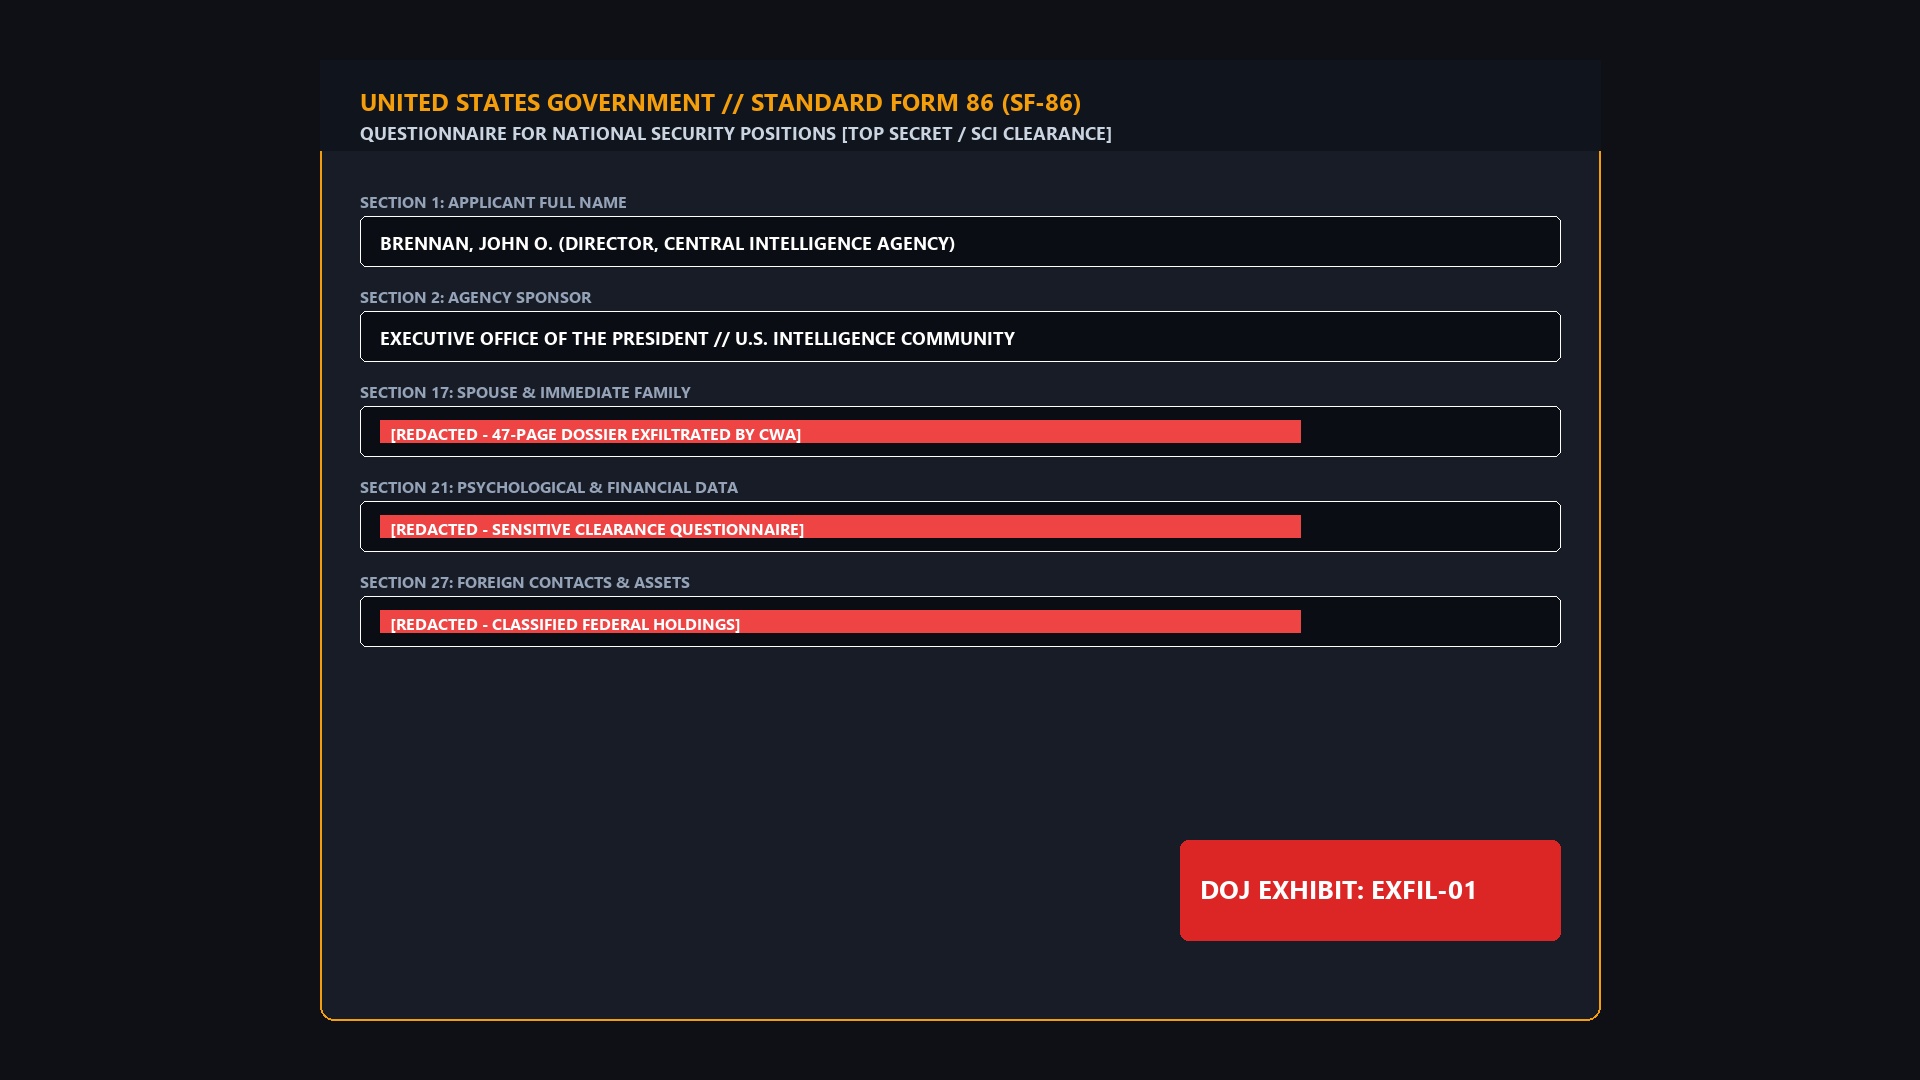 UNITED STATES GOVERNMENT // STANDARD FORM 86 (SF-86)
QUESTIONNAIRE FOR NATIONAL SECURITY POSITIONS [TOP SECRET / SCI CLEARANCE]
SECTION 1: APPLICANT FULL NAME
BRENNAN, JOHN O. (DIRECTOR, CENTRAL INTELLIGENCE AGENCY)
SECTION 2: AGENCY SPONSOR
EXECUTIVE OFFICE OF THE PRESIDENT // U.S. INTELLIGENCE COMMUNITY
SECTION 17: SPOUSE & IMMEDIATE FAMILY
[REDACTED - 47-PAGE DOSSIER EXFILTRATED BY CWA]
SECTION 21: PSYCHOLOGICAL & FINANCIAL DATA
[REDACTED - SENSITIVE CLEARANCE QUESTIONNAIRE]
SECTION 27: FOREIGN CONTACTS & ASSETS
[REDACTED - CLASSIFIED FEDERAL HOLDINGS]
DOJ EXHIBIT: EXFIL-01